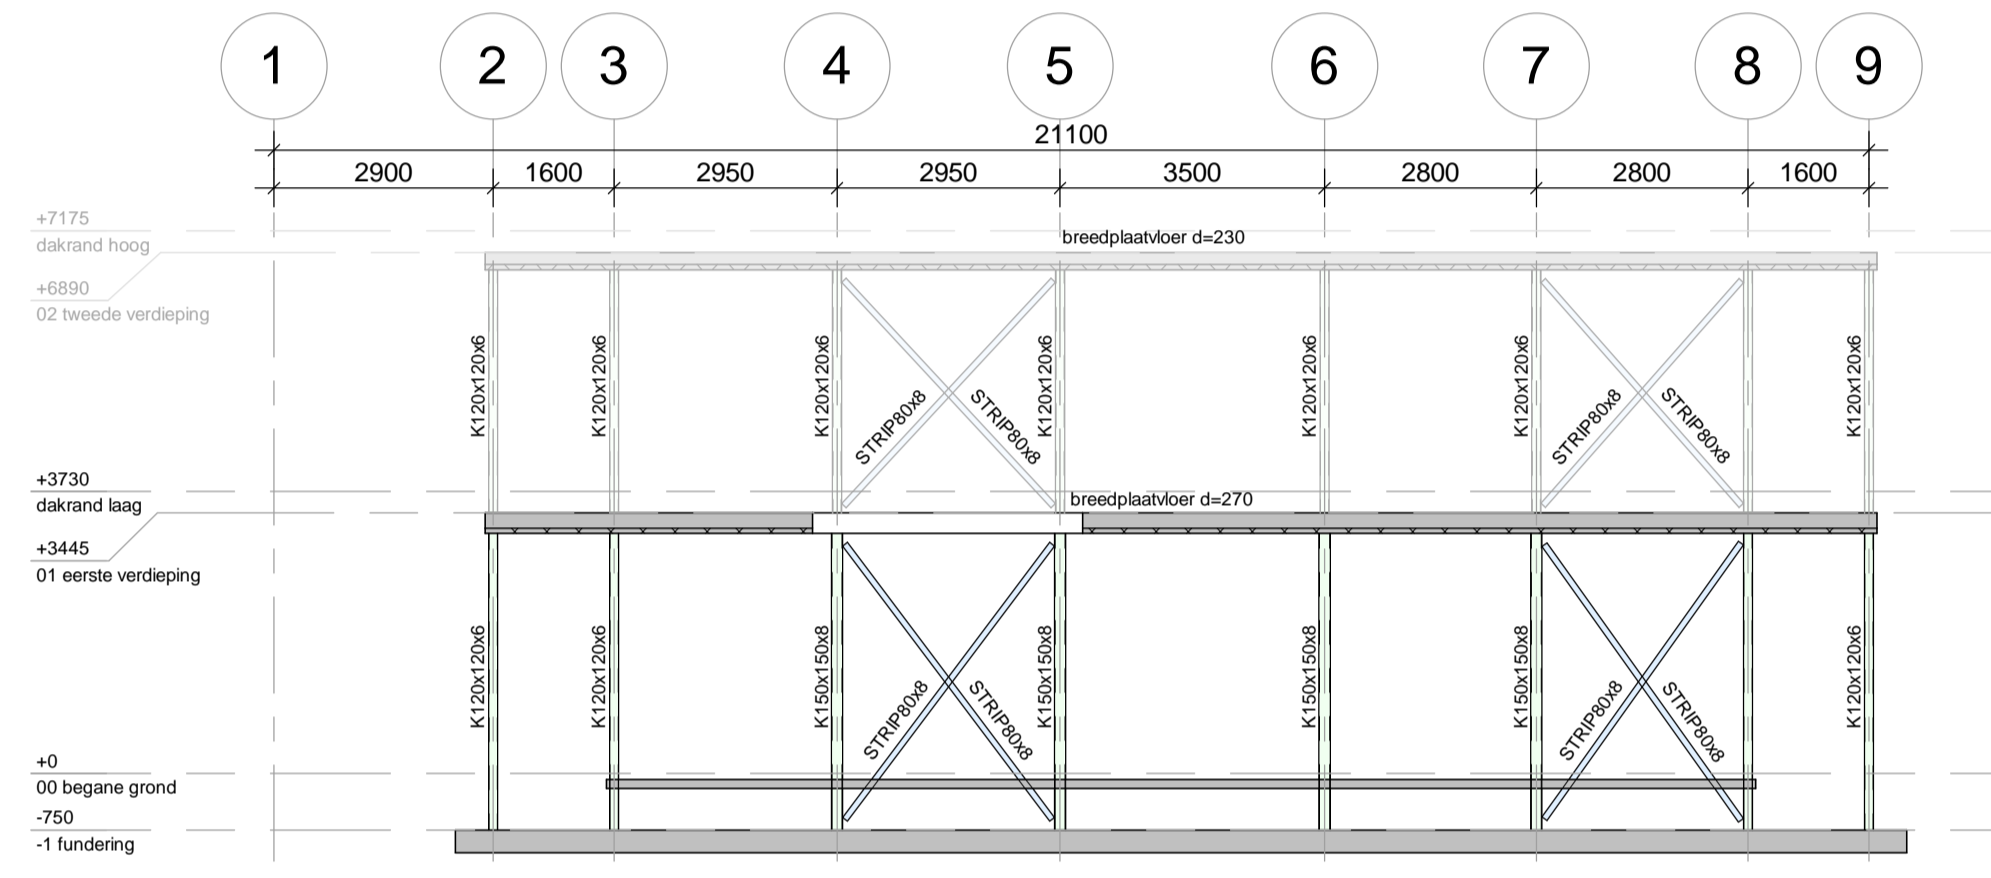 1 2 3 4 5 6 7 8 9
21100
2900 1600 2950 2950 3500 2800 2800 1600
+7175
dakrand hoog
breedplaatvloer d=230
+6890
02 tweede verdieping
K120x120x6 K120x120x6 K120x120x6 STRIP80x8 STRIP80x8 K120x120x6 K120x120x6 K120x120x6 STRIP80x8 STRIP80x8 K120x120x6
+3730
dakrand laag
breedplaatvloer d=270
+3445
01 eerste verdieping
K120x120x6 K120x120x6 K150x150x8 STRIP80x8 STRIP80x8 K150x150x8 K150x150x8 K150x150x8 STRIP80x8 STRIP80x8 K120x120x6
+0
00 begane grond
-750
-1 fundering